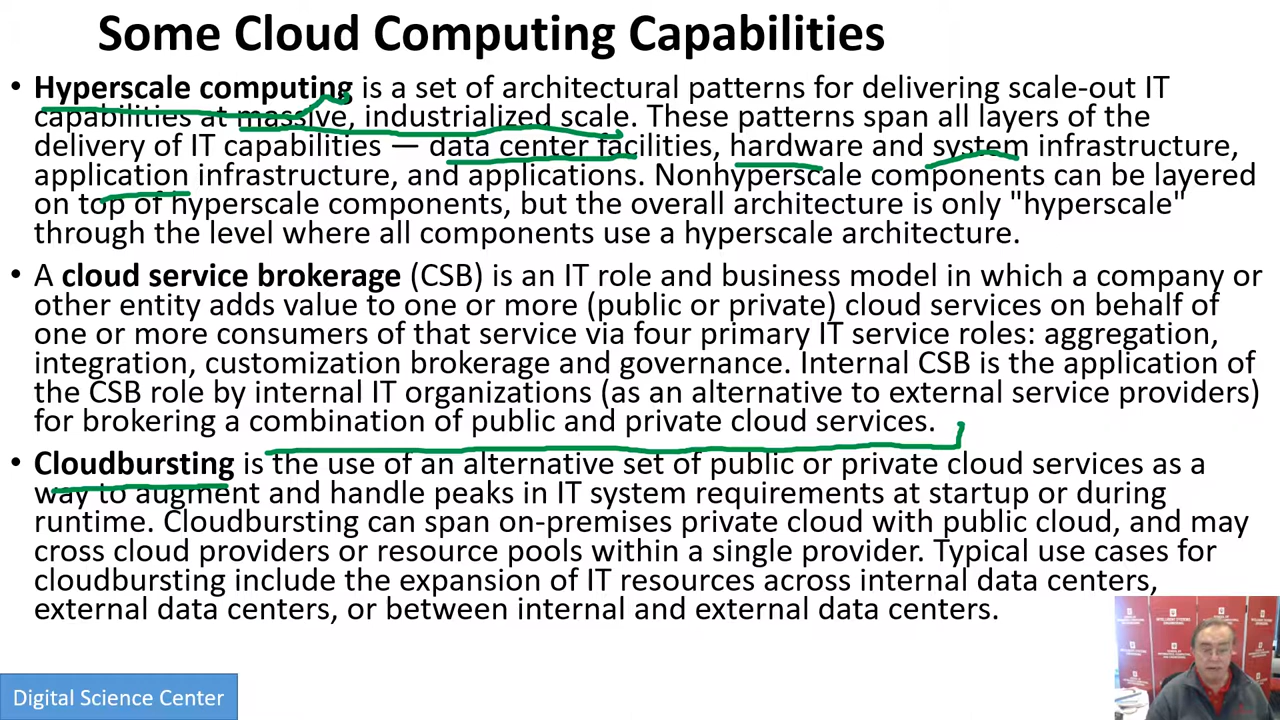 Some Cloud Computing Capabilities
• Hyperscale computing is a set of architectural patterns for delivering scale-out IT
capabilities at massive, industrialized scale. These patterns span all layers of the
delivery of IT capabilities — data center facilities, hardware and system infrastructure,
application infrastructure, and applications. Nonhyperscale components can be layered
on top of hyperscale components, but the overall architecture is only "hyperscale"
through the level where all components use a hyperscale architecture.
• A cloud service brokerage (CSB) is an IT role and business model in which a company or
other entity adds value to one or more (public or private) cloud services on behalf of
one or more consumers of that service via four primary IT service roles: aggregation,
integration, customization brokerage and governance. Internal CSB is the application of
the CSB role by internal IT organizations (as an alternative to external service providers)
for brokering a combination of public and private cloud services.
• Cloudbursting is the use of an alternative set of public or private cloud services as a
way to augment and handle peaks in IT system requirements at startup or during
runtime. Cloudbursting can span on-premises private cloud with public cloud, and may
cross cloud providers or resource pools within a single provider. Typical use cases for
cloudbursting include the expansion of IT resources across internal data centers,
external data centers, or between internal and external data centers.
Digital Science Center